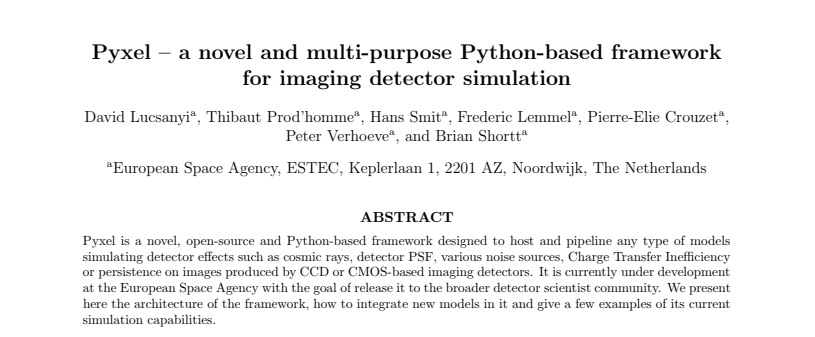 Pyxel – a novel and multi-purpose Python-based framework
for imaging detector simulation
David Lucsanyiᵃ, Thibaut Prod'hommeᵃ, Hans Smitᵃ, Frederic Lemmelᵃ, Pierre-Elie Crouzetᵃ,
Peter Verhoeveᵃ, and Brian Shorttᵃ
ᵃEuropean Space Agency, ESTEC, Keplerlaan 1, 2201 AZ, Noordwijk, The Netherlands
ABSTRACT
Pyxel is a novel, open-source and Python-based framework designed to host and pipeline any type of models
simulating detector effects such as cosmic rays, detector PSF, various noise sources, Charge Transfer Inefficiency
or persistence on images produced by CCD or CMOS-based imaging detectors. It is currently under development
at the European Space Agency with the goal of release it to the broader detector scientist community. We present
here the architecture of the framework, how to integrate new models in it and give a few examples of its current
simulation capabilities.